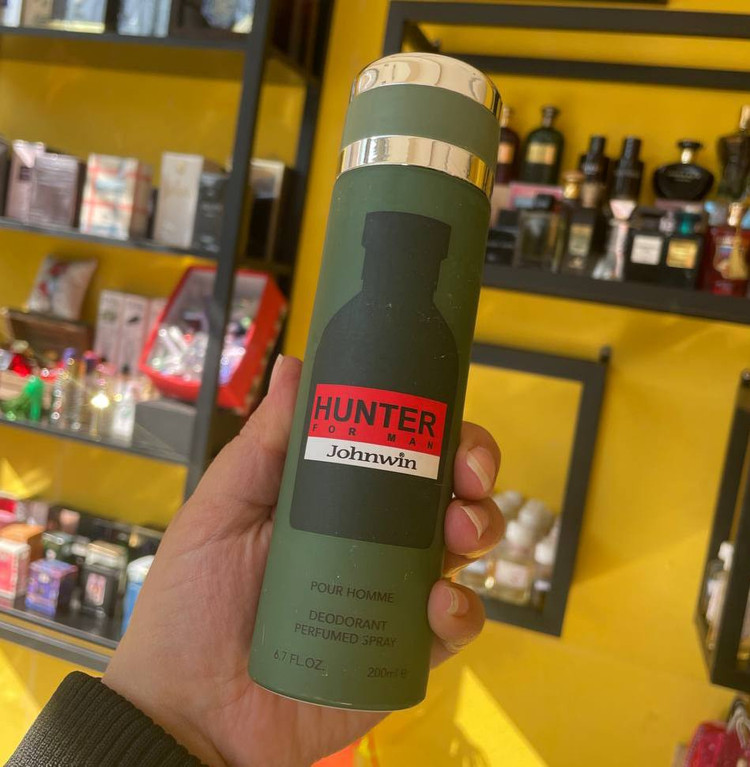 HUNTER
FOR MAN
Johnwin
POUR HOMME
DEODORANT
PERFUMED SPRAY
6.7 FL.OZ. 200ml ℮